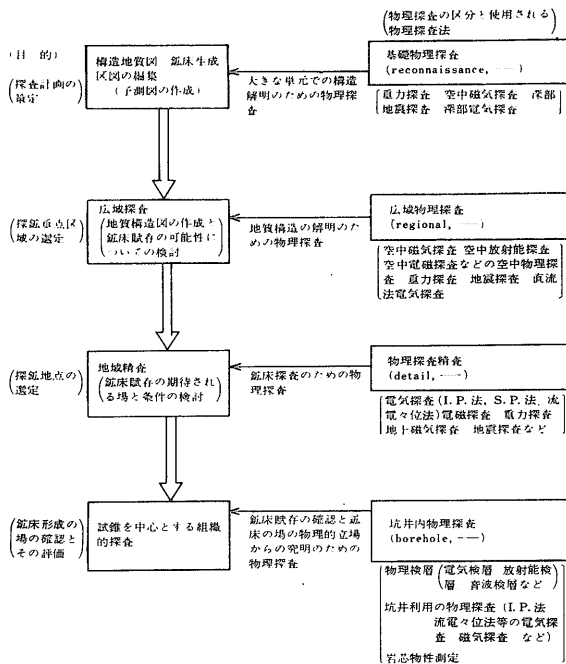 (物理探査の区分と使用される
物理探査法)
(目 的)
(探査計画の
策定)
構造地質図 鉱床生成
区図の編集
(予測図の作成)
大きな単元での構造
解明のための物理探
査
基礎物理探査
(reconnaissance, ……)
重力探査 空中磁気探査 深部
地震探査 深部電気探査
(探鉱重点区
域の選定)
広域探査
(地質構造図の作成と
鉱床賦存の可能性に
ついての検討)
地質構造の解明のた
めの物理探査
広域物理探査
(regional, ……)
空中磁気探査 空中放射能探査
空中電磁探査などの空中物理探
査 重力探査 地震探査 直流
法電気探査
(探鉱地点の
選定)
地域精査
(鉱床賦存の期待され
る場と条件の検討)
鉱床探査のための物
理探査
物理探査精査
(detail, ……)
電気探査(I.P.法, S.P.法, 流
電々位法)電磁探査 重力探査
地上磁気探査 地震探査など
(鉱床形成の
場の確認と
その評価)
試錐を中心とする組織
的探査
鉱床賦存の確認と鉱
床の場の物理的立場
からの究明のための
物理探査
坑井内物理探査
(borehole, ……)
物理検層(電気検層 放射能検
層 音波検層など)
坑井利用の物理探査(I.P.法
流電々位法等の電気探
査 磁気探査 など)
岩芯物性測定